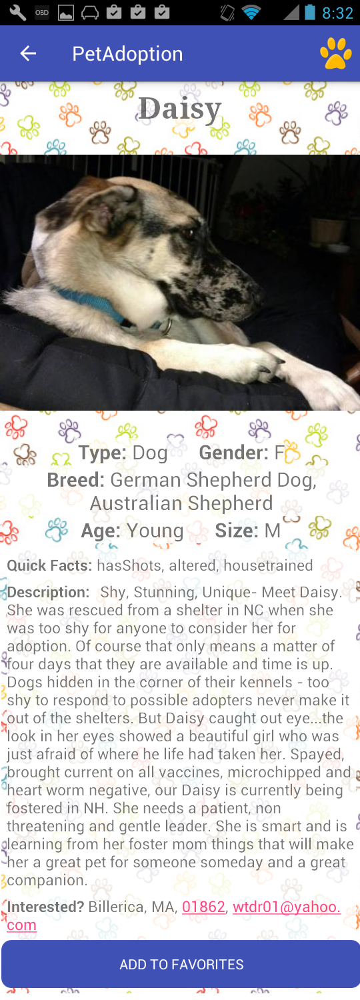 OBD 8:32
PetAdoption
Daisy
Type: Dog Gender: F
Breed: German Shepherd Dog,
Australian Shepherd
Age: Young Size: M
Quick Facts: hasShots, altered, housetrained
Description: Shy, Stunning, Unique- Meet Daisy.
She was rescued from a shelter in NC when she
was too shy for anyone to consider her for
adoption. Of course that only means a matter of
four days that they are available and time is up.
Dogs hidden in the corner of their kennels - too
shy to respond to possible adopters never make it
out of the shelters. But Daisy caught out eye...the
look in her eyes showed a beautiful girl who was
just afraid of where he life had taken her. Spayed,
brought current on all vaccines, microchipped and
heart worm negative, our Daisy is currently being
fostered in NH. She needs a patient, non
threatening and gentle leader. She is smart and is
learning from her foster mom things that will make
her a great pet for someone someday and a great
companion.
Interested? Billerica, MA, 01862, wtdr01@yahoo.
com
ADD TO FAVORITES